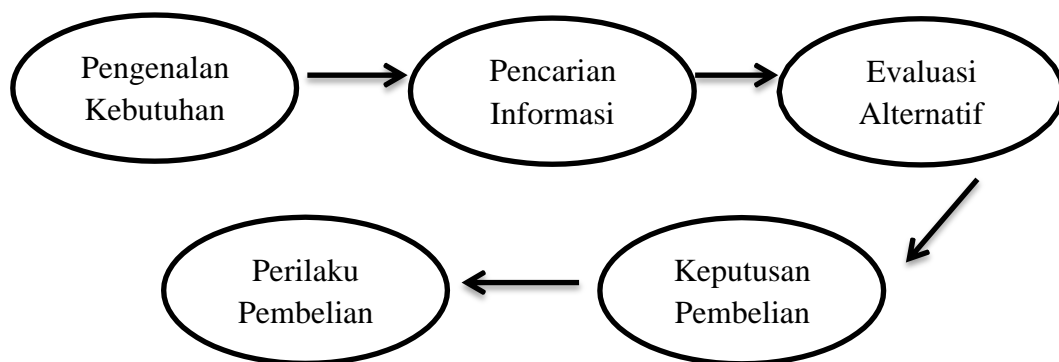 Pengenalan
Kebutuhan
Pencarian
Informasi
Evaluasi
Alternatif
Keputusan
Pembelian
Perilaku
Pembelian